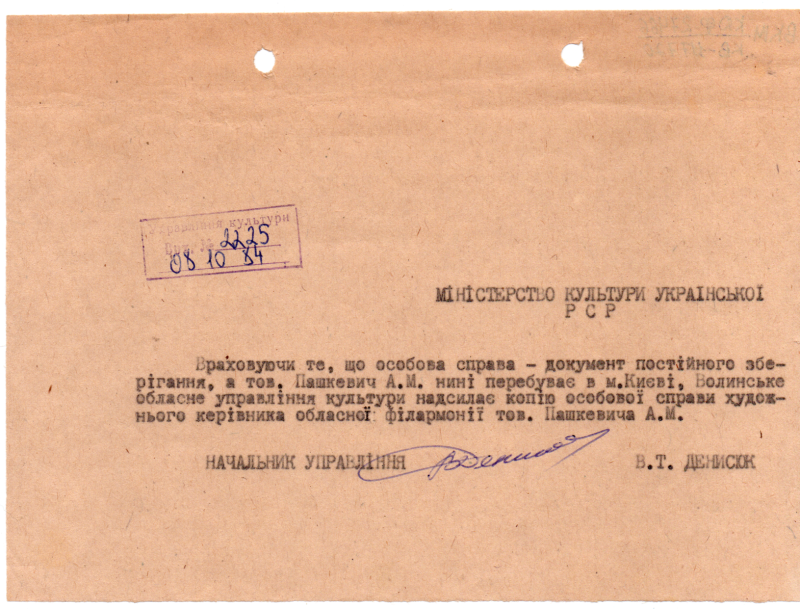 Управління культури
Вих. № 2225
08 10 84
МІНІСТЕРСТВО КУЛЬТУРИ УКРАЇНСЬКОЇ
Р С Р
Враховуючи те, що особова справа – документ постійного збе-
рігання, а тов. Пашкевич А.М. нині перебуває в м.Києві, Волинське
обласне управління культури надсилає копію особової справи худож-
нього керівника обласної філармонії тов. Пашкевича А.М.
НАЧАЛЬНИК УПРАВЛІННЯ
В.Т. ДЕНИСЮК